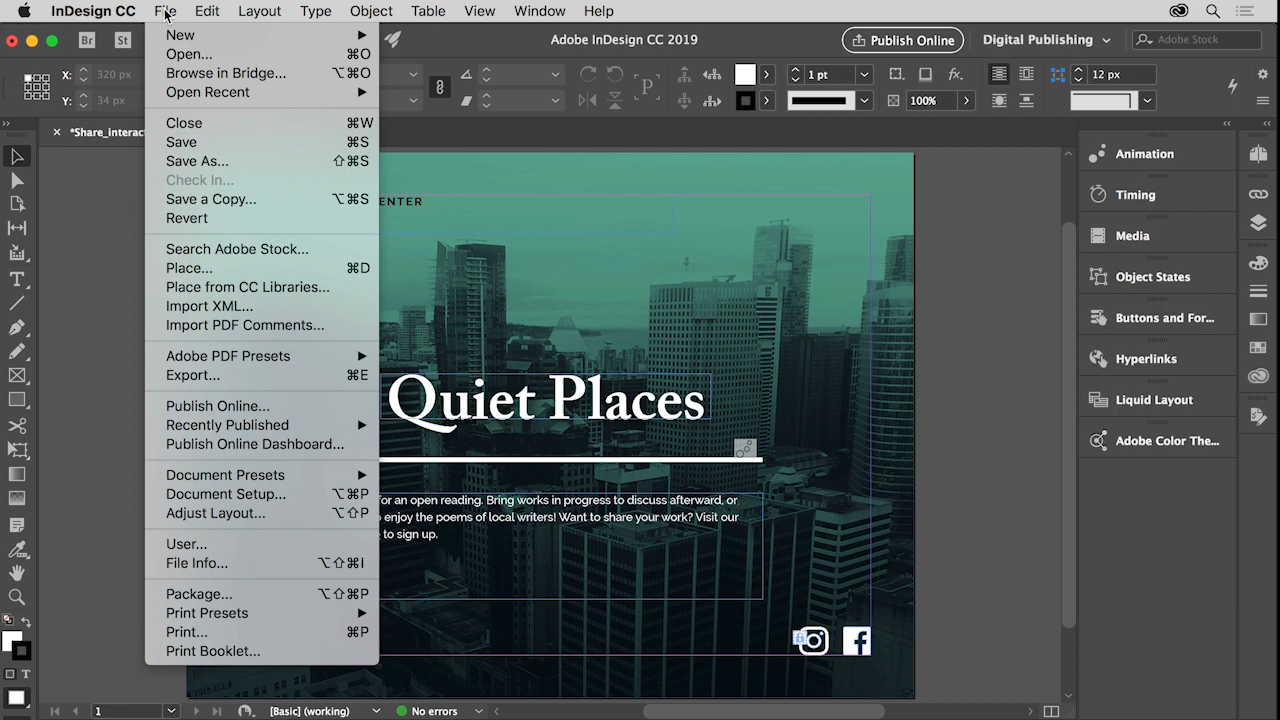 InDesign CC File Edit Layout Type Object Table View Window Help
Br St Adobe InDesign CC 2019 Publish Online Digital Publishing Adobe Stock
X: 320 px 1 pt 12 px
Y: 34 px 100%
*Share_interac
New
Open... ⌘O
Browse in Bridge... ⌥⌘O
Open Recent
Close ⌘W
Save ⌘S
Save As... ⇧⌘S
Check In...
Save a Copy... ⌥⌘S
Revert
Search Adobe Stock...
Place... ⌘D
Place from CC Libraries...
Import XML...
Import PDF Comments...
Adobe PDF Presets
Export... ⌘E
Publish Online...
Recently Published
Publish Online Dashboard...
Document Presets
Document Setup... ⌥⌘P
Adjust Layout... ⌥⇧P
User...
File Info... ⌥⇧⌘I
Package... ⌥⇧⌘P
Print Presets
Print... ⌘P
Print Booklet...
ENTER
Quiet Places
for an open reading. Bring works in progress to discuss afterward, or
enjoy the poems of local writers! Want to share your work? Visit our
to sign up.
Animation
Timing
Media
Object States
Buttons and For...
Hyperlinks
Liquid Layout
Adobe Color The...
1 [Basic] (working) No errors